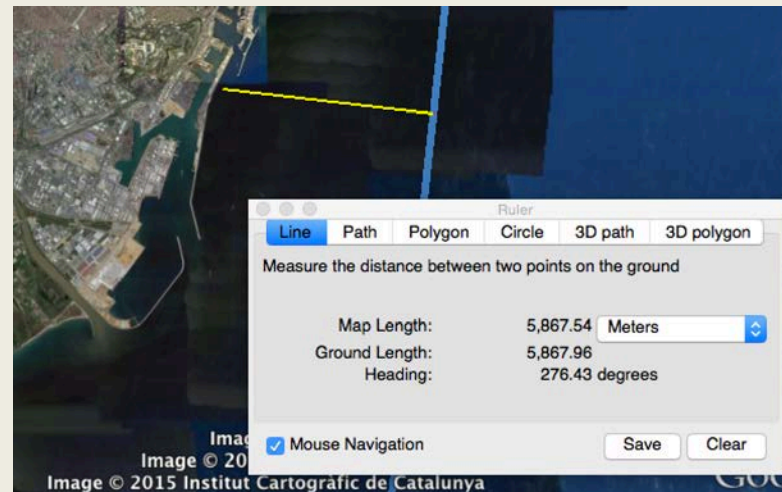 Ruler
Line Path Polygon Circle 3D path 3D polygon
Measure the distance between two points on the ground
Map Length: 5,867.54 Meters
Ground Length: 5,867.96
Heading: 276.43 degrees
Mouse Navigation Save Clear
Image © 20
Image © 2015 Institut Cartogràfic de Catalunya